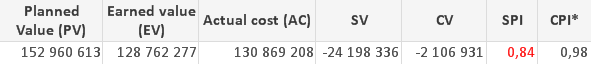 Planned Value (PV) Earned value (EV) Actual cost (AC) SV CV SPI CPI*
152 960 613 128 762 277 130 869 208 -24 198 336 -2 106 931 0,84 0,98